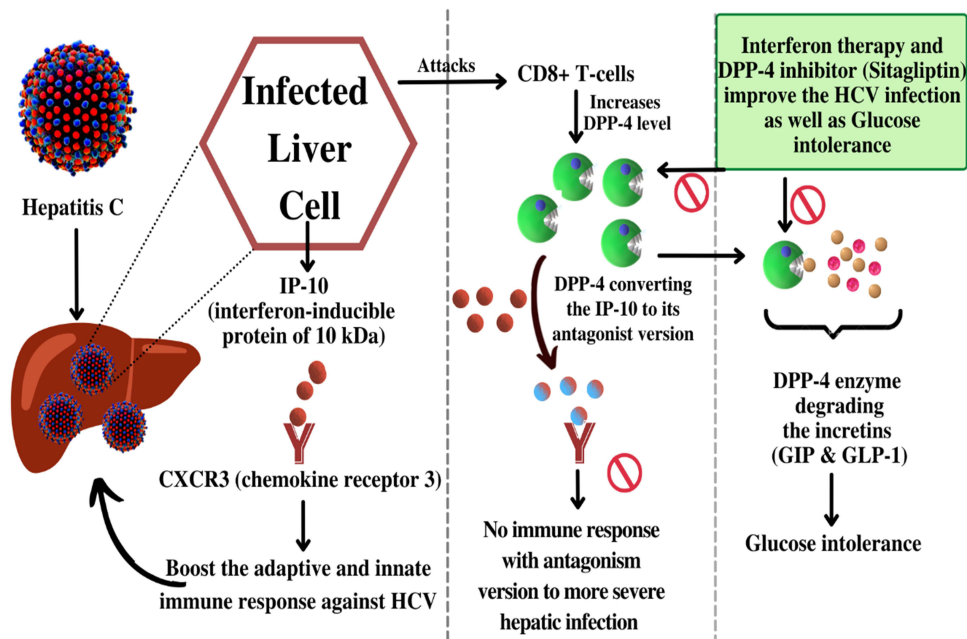 Hepatitis C
Infected
Liver
Cell
IP-10
(interferon-inducible
protein of 10 kDa)
CXCR3 (chemokine receptor 3)
Boost the adaptive and innate
immune response against HCV
Attacks
CD8+ T-cells
Increases
DPP-4 level
DPP-4 converting
the IP-10 to its
antagonist version
No immune response
with antagonism
version to more severe
hepatic infection
Interferon therapy and
DPP-4 inhibitor (Sitagliptin)
improve the HCV infection
as well as Glucose
intolerance
DPP-4 enzyme
degrading
the incretins
(GIP & GLP-1)
Glucose intolerance